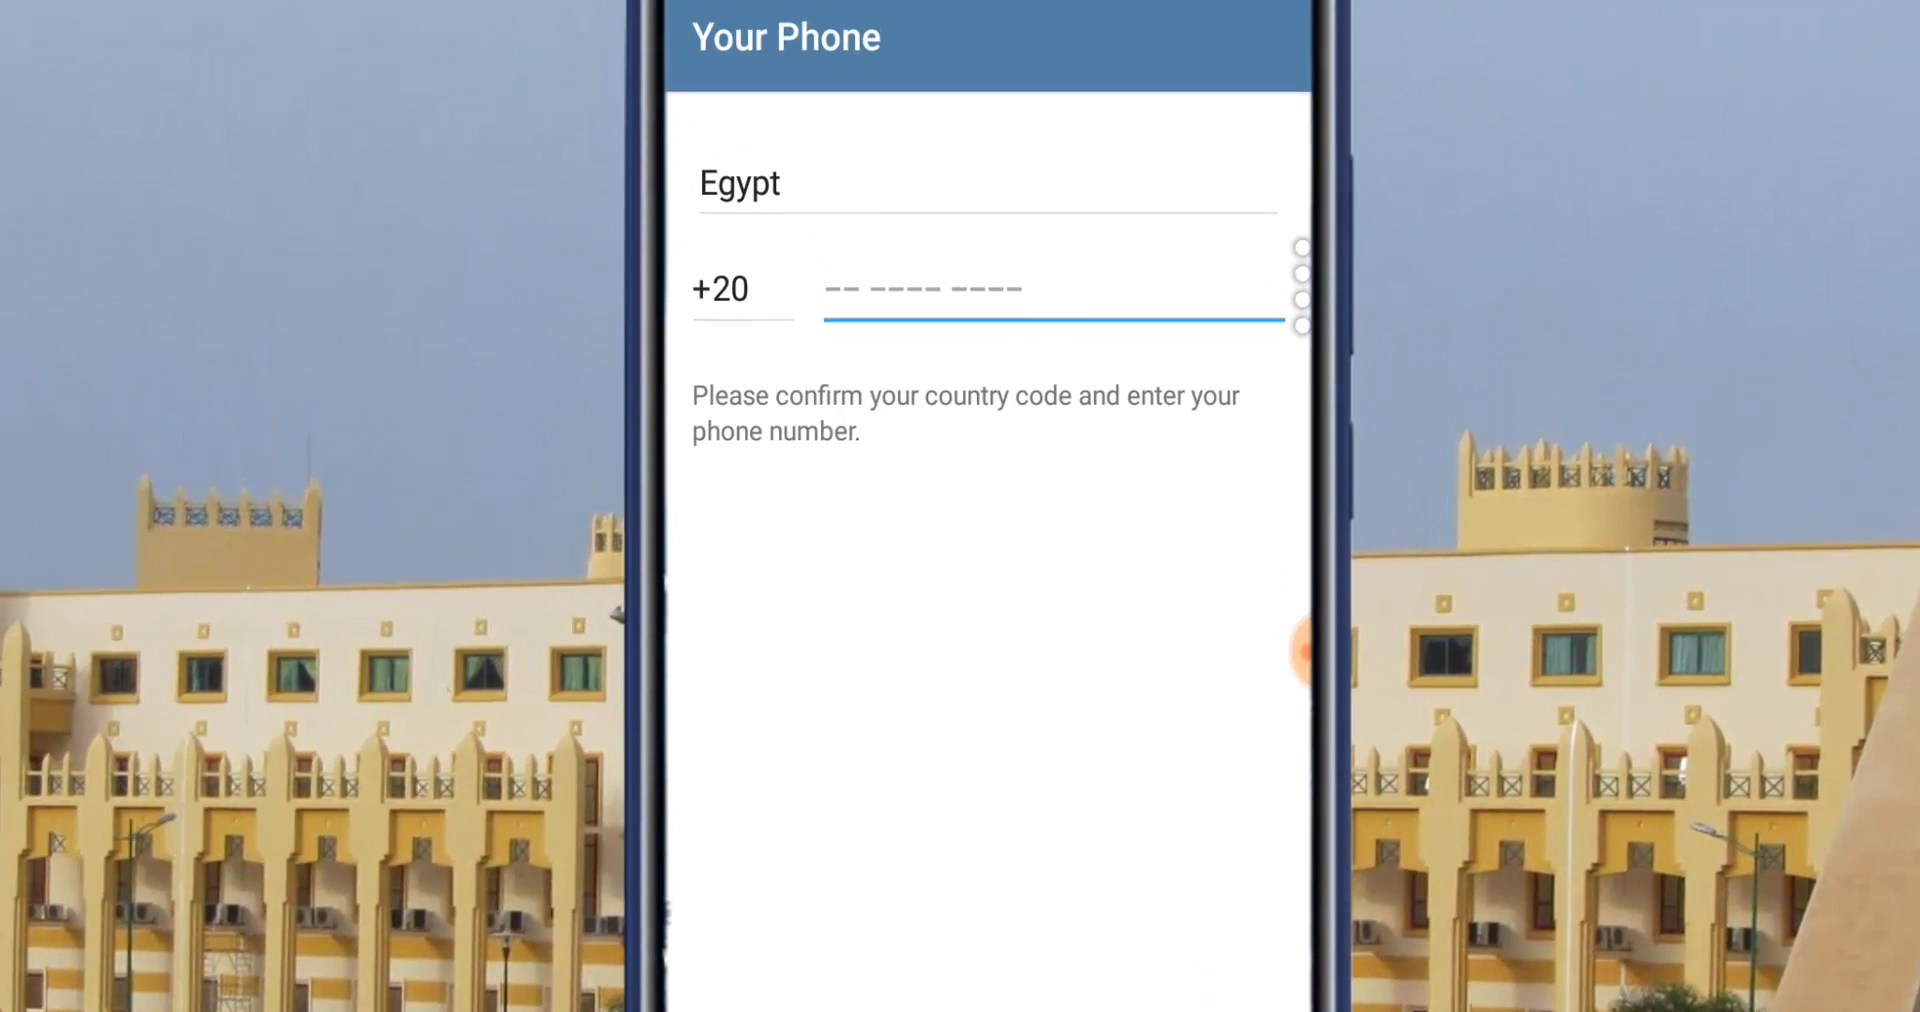 Your Phone
Egypt
+20 -- ---- ----
Please confirm your country code and enter your
phone number.